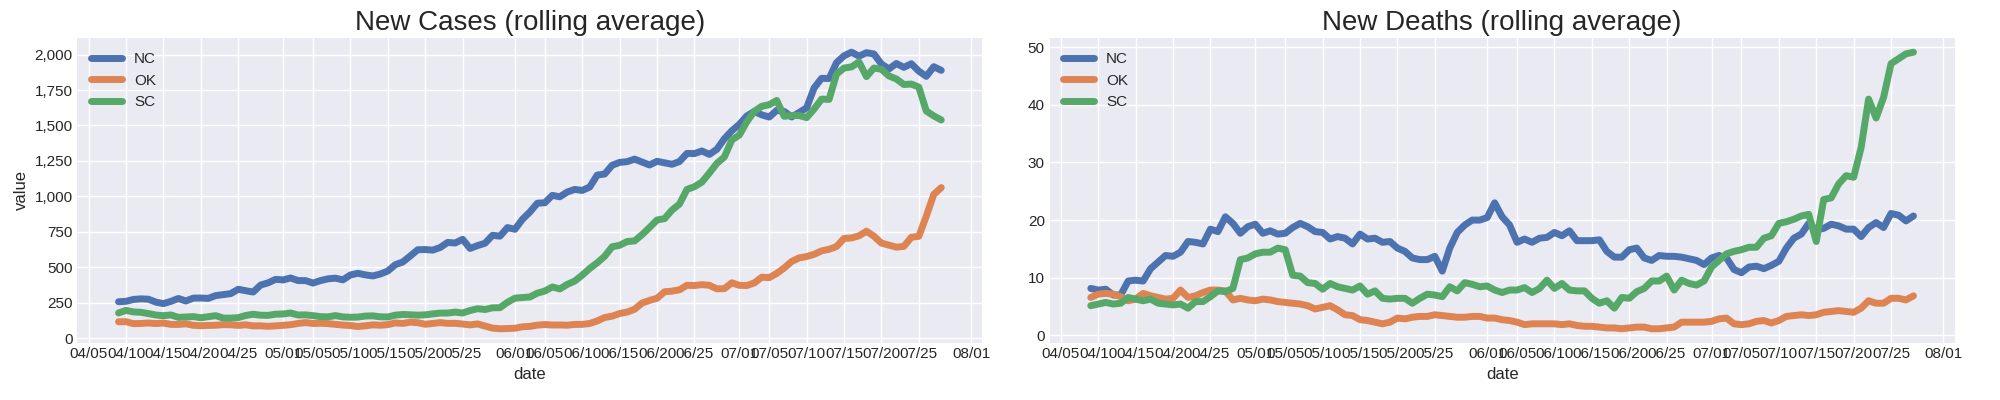 New Cases (rolling average)
NC
OK
SC
2,000
1,750
1,500
1,250
1,000
750
500
250
0
value
04/05 04/10 04/15 04/20 04/25 05/01 05/05 05/10 05/15 05/20 05/25 06/01 06/05 06/10 06/15 06/20 06/25 07/01 07/05 07/10 07/15 07/20 07/25 08/01
date
New Deaths (rolling average)
NC
OK
SC
50
40
30
20
10
0
04/05 04/10 04/15 04/20 04/25 05/01 05/05 05/10 05/15 05/20 05/25 06/01 06/05 06/10 06/15 06/20 06/25 07/01 07/05 07/10 07/15 07/20 07/25 08/01
date